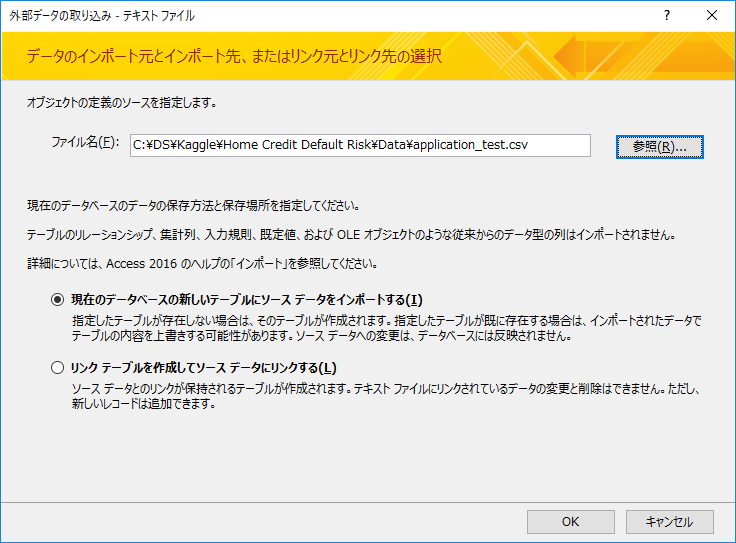 外部データの取り込み - テキスト ファイル
?
データのインポート元とインポート先、またはリンク元とリンク先の選択
オブジェクトの定義のソースを指定します。
ファイル名(F): C:¥DS¥Kaggle¥Home Credit Default Risk¥Data¥application_test.csv 参照(R)...
現在のデータベースのデータの保存方法と保存場所を指定してください。
テーブルのリレーションシップ、集計列、入力規則、既定値、および OLE オブジェクトのような従来からのデータ型の列はインポートされません。
詳細については、Access 2016 のヘルプの「インポート」を参照してください。
現在のデータベースの新しいテーブルにソース データをインポートする(I)
指定したテーブルが存在しない場合は、そのテーブルが作成されます。指定したテーブルが既に存在する場合は、インポートされたデータで
テーブルの内容を上書きする可能性があります。ソース データへの変更は、データベースには反映されません。
リンク テーブルを作成してソース データにリンクする(L)
ソース データとのリンクが保持されるテーブルが作成されます。テキスト ファイルにリンクされているデータの変更と削除はできません。ただし、
新しいレコードは追加できます。
OK キャンセル